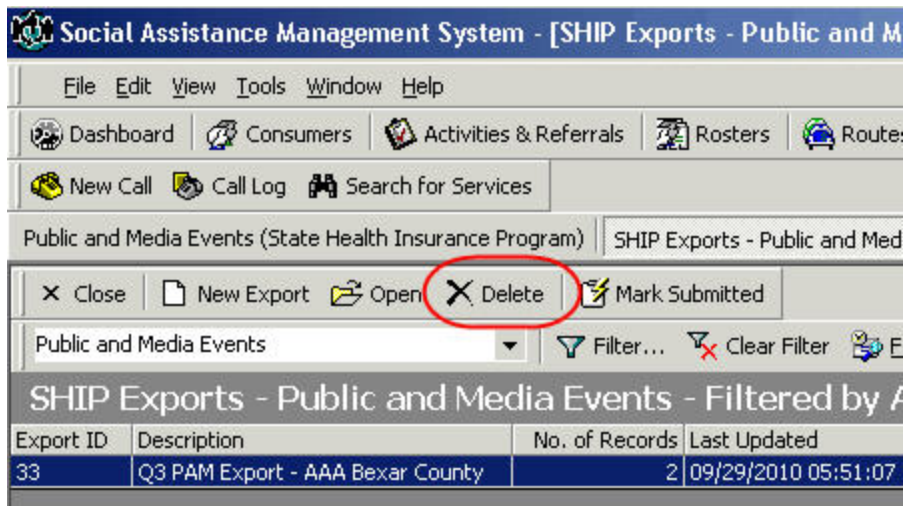 Social Assistance Management System - [SHIP Exports - Public and M
File Edit View Tools Window Help
Dashboard Consumers Activities & Referrals Rosters Routes
New Call Call Log Search for Services
Public and Media Events (State Health Insurance Program) SHIP Exports - Public and Med
Close New Export Open Delete Mark Submitted
Public and Media Events Filter... Clear Filter F
SHIP Exports - Public and Media Events - Filtered by A
Export ID Description No. of Records Last Updated
33 Q3 PAM Export - AAA Bexar County 2 09/29/2010 05:51:07